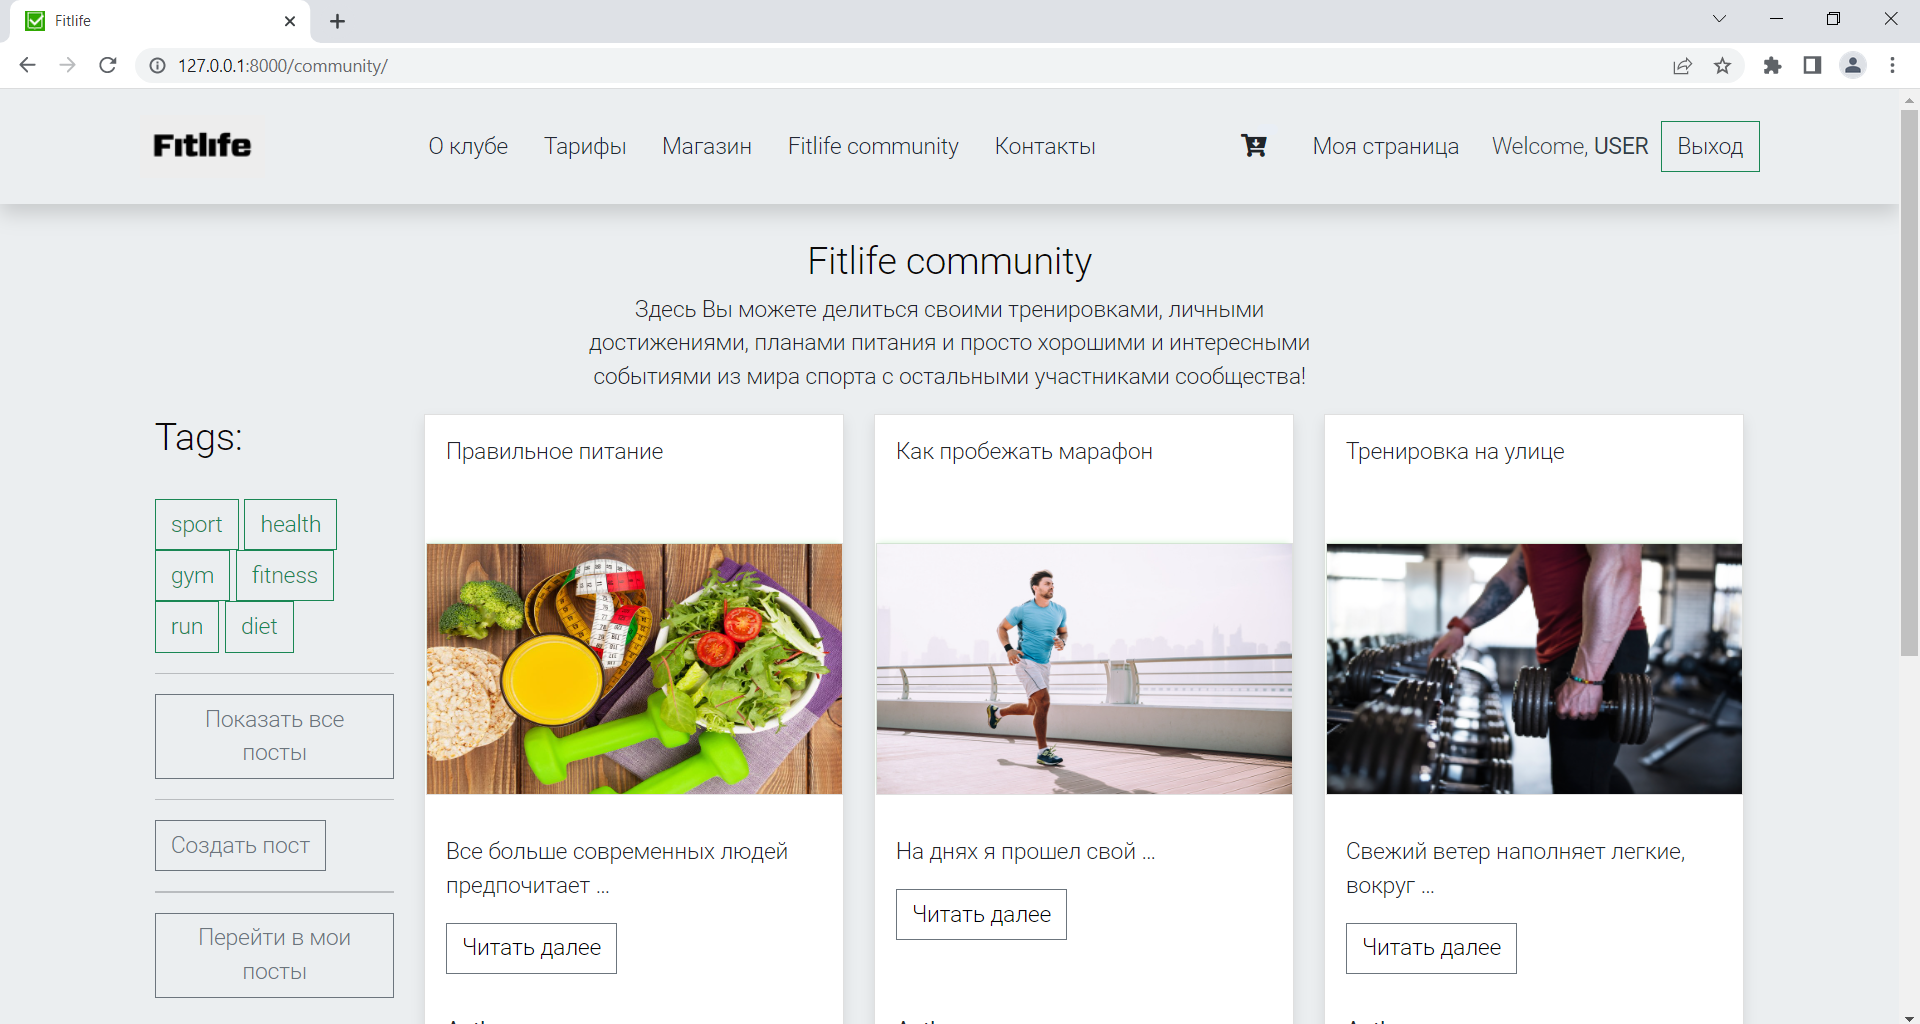 Fitlife
127.0.0.1:8000/community/
Fitlife
О клубе
Тарифы
Магазин
Fitlife community
Контакты
Моя страница
Welcome, USER
Выход
Fitlife community
Здесь Вы можете делиться своими тренировками, личными
достижениями, планами питания и просто хорошими и интересными
событиями из мира спорта с остальными участниками сообщества!
Tags:
sport health
gym fitness
run diet
Показать все
посты
Создать пост
Перейти в мои
посты
Правильное питание
Все больше современных людей
предпочитает ...
Читать далее
Как пробежать марафон
На днях я прошел свой ...
Читать далее
Тренировка на улице
Свежий ветер наполняет легкие,
вокруг ...
Читать далее